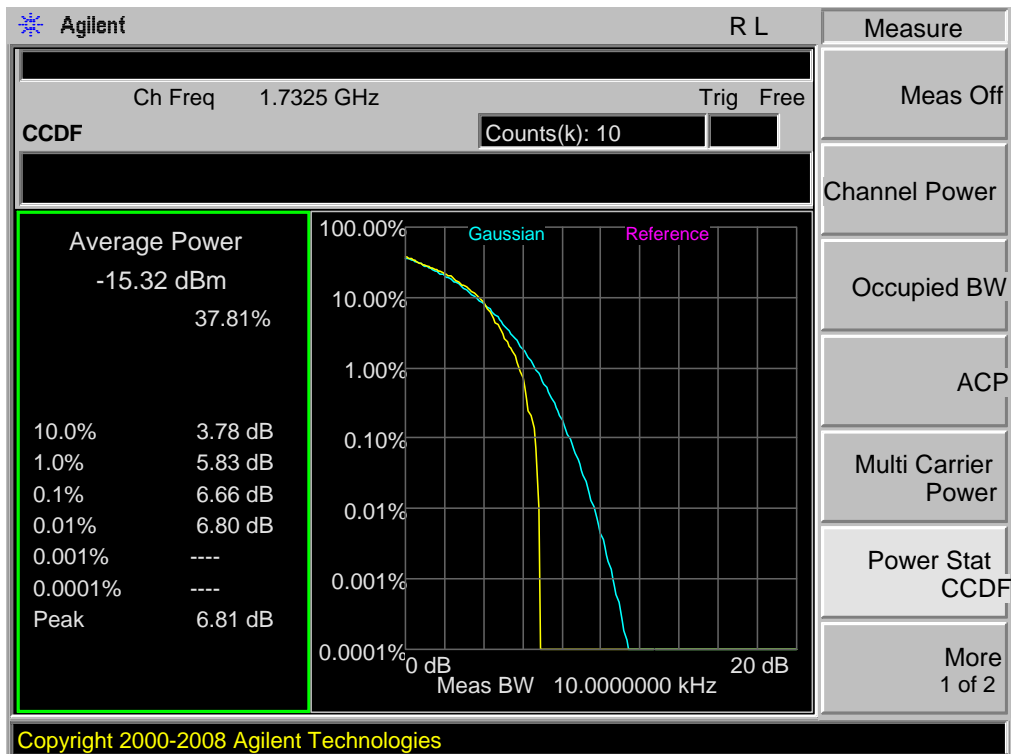 Agilent R L
Ch Freq 1.7325 GHz Trig Free
CCDF Counts(k): 10
Average Power
-15.32 dBm
37.81%
10.0% 3.78 dB
1.0% 5.83 dB
0.1% 6.66 dB
0.01% 6.80 dB
0.001% ----
0.0001% ----
Peak 6.81 dB
Gaussian Reference
100.00%
10.00%
1.00%
0.10%
0.01%
0.001%
0.0001%
0 dB 20 dB
Meas BW 10.0000000 kHz
Measure
Meas Off
Channel Power
Occupied BW
ACP
Multi Carrier
Power
Power Stat
CCDF
More
1 of 2
Copyright 2000-2008 Agilent Technologies